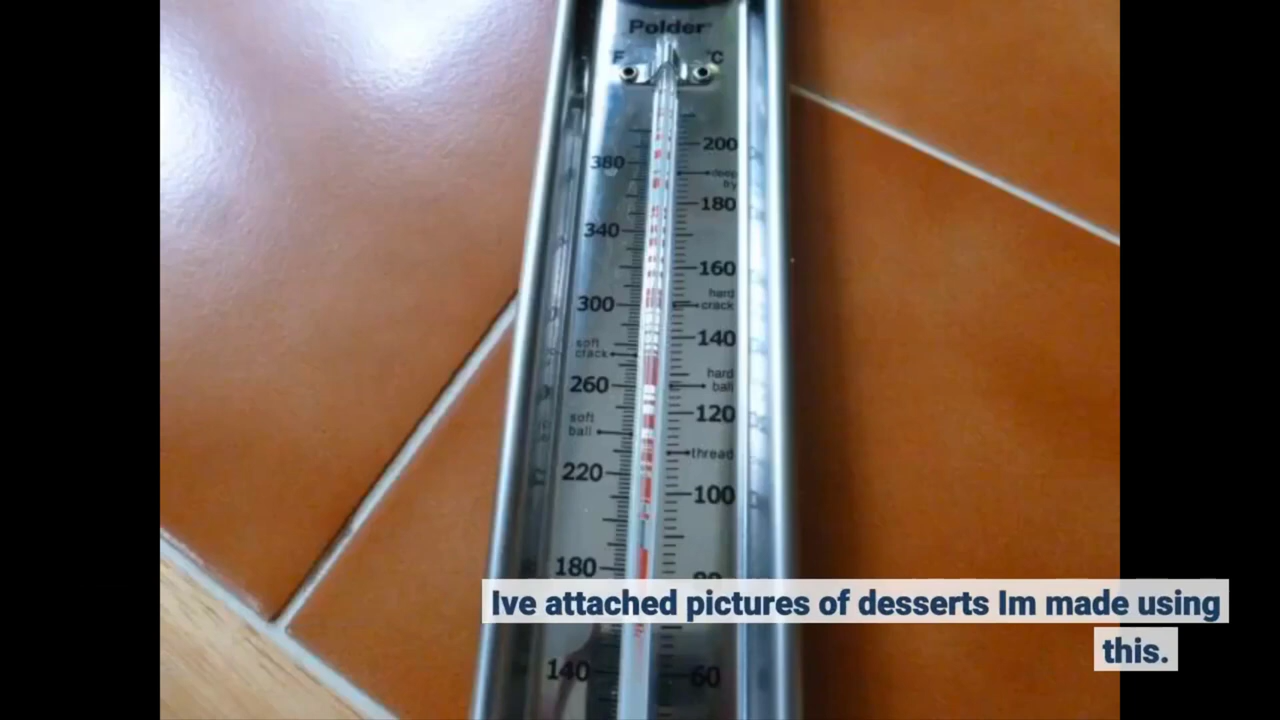 Polder
F °C
200
380
deep
fry
180
340
160
hard
300
crack
soft
140
crack
hard
260
ball
soft
120
ball
thread
220
100
180
80
Ive attached pictures of desserts Im made using
this.
140
60